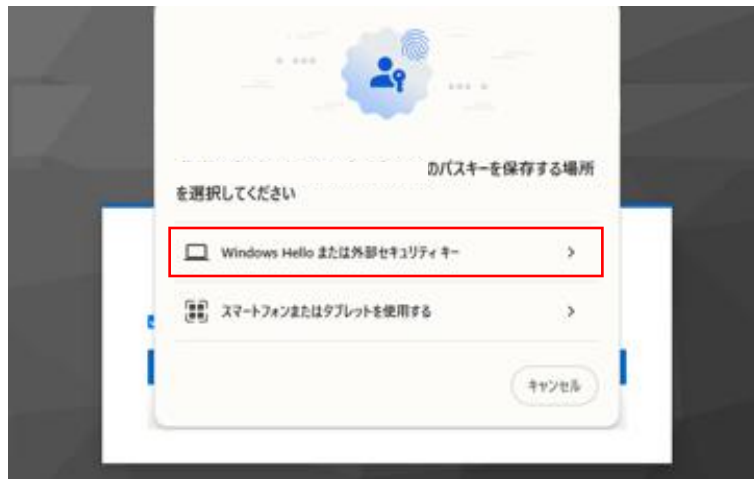 のパスキーを保存する場所
を選択してください
Windows Hello または外部セキュリティ キー
スマートフォンまたはタブレットを使用する
キャンセル